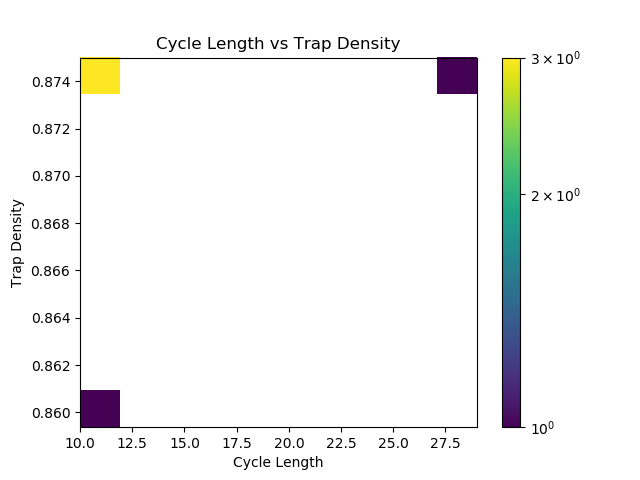 Cycle Length vs Trap Density
Trap Density
0.874
0.872
0.870
0.868
0.866
0.864
0.862
0.860
10.0 12.5 15.0 17.5 20.0 22.5 25.0 27.5
Cycle Length
3 × 10⁰
2 × 10⁰
10⁰